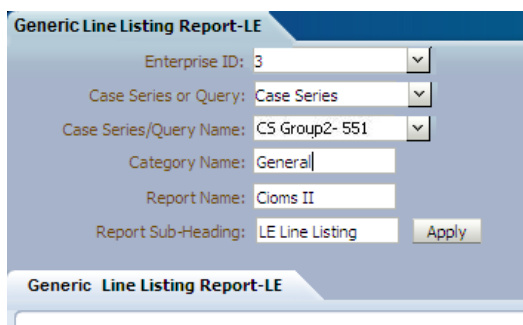 Generic Line Listing Report-LE
Enterprise ID: 3
Case Series or Query: Case Series
Case Series/Query Name: CS Group2- 551
Category Name: General
Report Name: Cioms II
Report Sub-Heading: LE Line Listing Apply
Generic Line Listing Report-LE